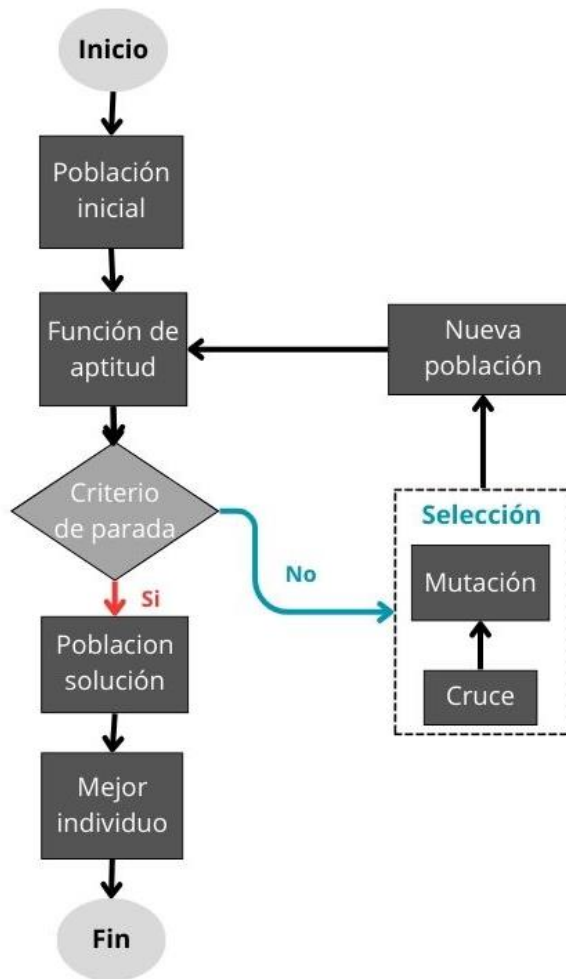 Inicio
Población
inicial
Función de
aptitud
Nueva
población
Criterio
de parada
Si
No
Selección
Mutación
Cruce
Poblacion
solución
Mejor
individuo
Fin